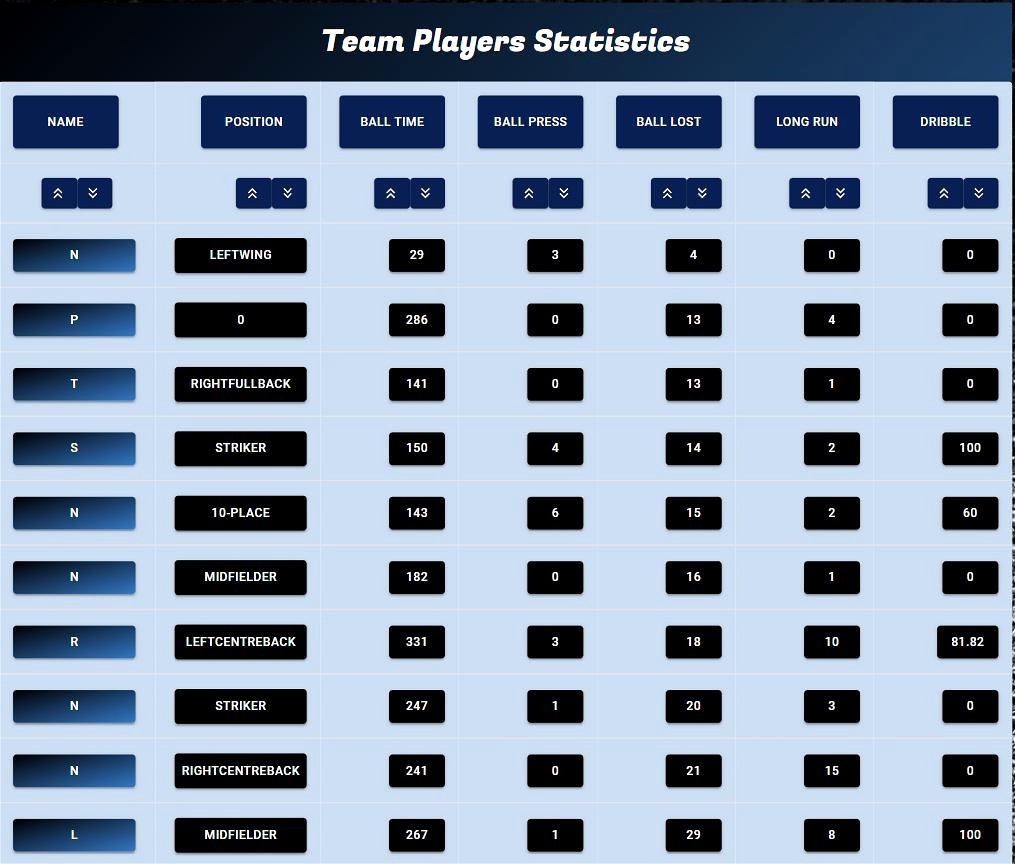 Team Players Statistics
NAME POSITION BALL TIME BALL PRESS BALL LOST LONG RUN DRIBBLE
N LEFTWING 29 3 4 0 0
P 0 286 0 13 4 0
T RIGHTFULLBACK 141 0 13 1 0
S STRIKER 150 4 14 2 100
N 10-PLACE 143 6 15 2 60
N MIDFIELDER 182 0 16 1 0
R LEFTCENTREBACK 331 3 18 10 81.82
N STRIKER 247 1 20 3 0
N RIGHTCENTREBACK 241 0 21 15 0
L MIDFIELDER 267 1 29 8 100